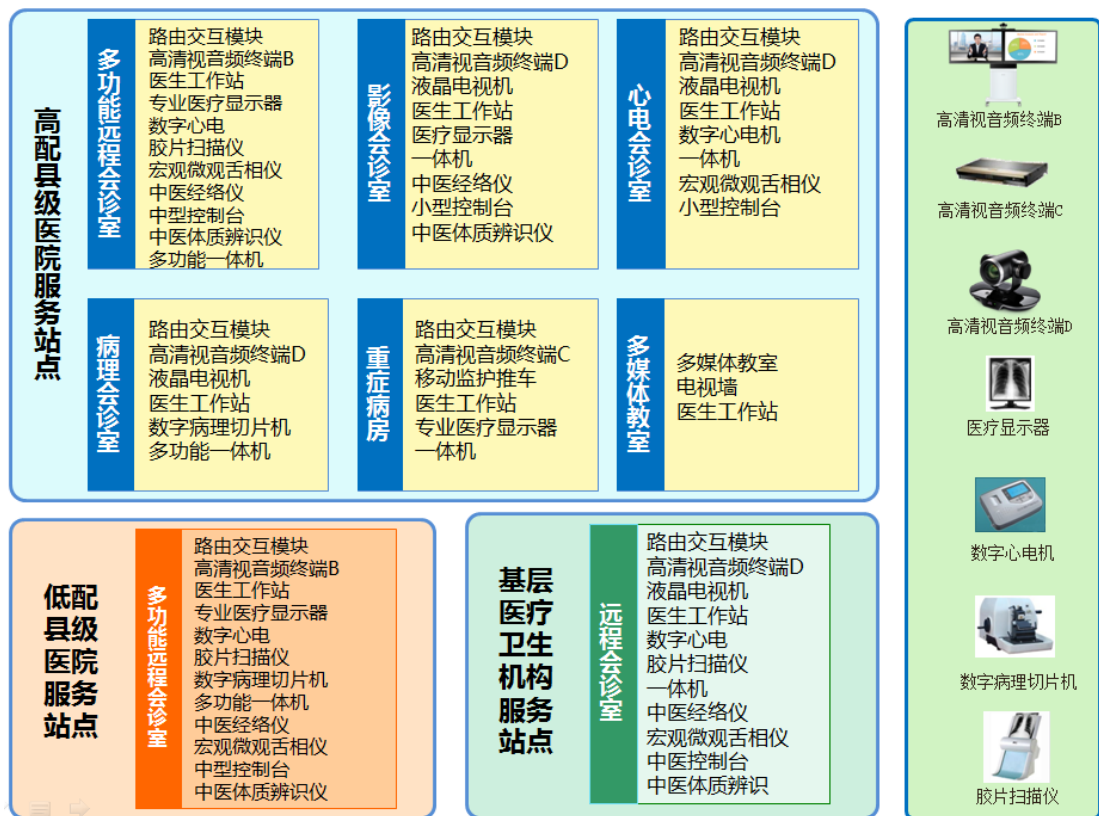 高配县级医院服务站点
多功能远程会诊室
路由交互模块
高清视音频终端B
医生工作站
专业医疗显示器
数字心电
胶片扫描仪
宏观微观舌相仪
中医经络仪
中型控制台
中医体质辨识仪
多功能一体机
影像会诊室
路由交互模块
高清视音频终端D
液晶电视机
医生工作站
医疗显示器
一体机
中医经络仪
小型控制台
中医体质辨识仪
心电会诊室
路由交互模块
高清视音频终端D
液晶电视机
医生工作站
数字心电机
一体机
宏观微观舌相仪
小型控制台
病理会诊室
路由交互模块
高清视音频终端D
液晶电视机
医生工作站
数字病理切片机
多功能一体机
重症病房
路由交互模块
高清视音频终端C
移动监护推车
医生工作站
专业医疗显示器
一体机
多媒体教室
多媒体教室
电视墙
医生工作站
低配
县级
医院
服务
站点
多功能远程会诊室
路由交互模块
高清视音频终端B
医生工作站
专业医疗显示器
数字心电
胶片扫描仪
数字病理切片机
多功能一体机
中医经络仪
宏观微观舌相仪
中型控制台
中医体质辨识仪
基层
医疗
卫生
机构
服务
站点
远程会诊室
路由交互模块
高清视音频终端D
液晶电视机
医生工作站
数字心电
胶片扫描仪
一体机
中医经络仪
宏观微观舌相仪
中医控制台
中医体质辨识
高清视音频终端B
高清视音频终端C
高清视音频终端D
医疗显示器
数字心电机
数字病理切片机
胶片扫描仪